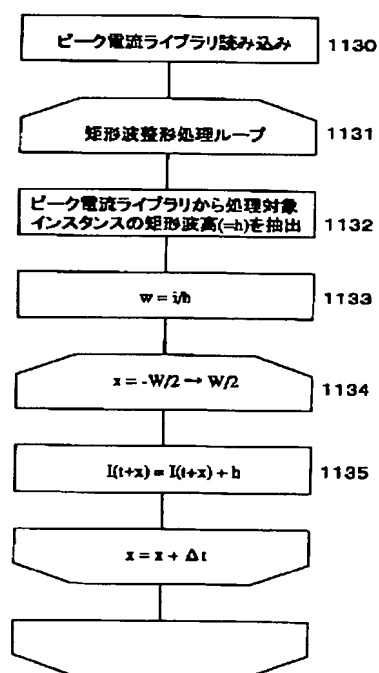 ピーク電流ライブラリ読み込み 1130
矩形波整形処理ループ 1131
ピーク電流ライブラリから処理対象
インスタンスの矩形波高(=h)を抽出 1132
w = i/h 1133
x = -W/2 → W/2 1134
I(t+x) = I(t+x) + h 1135
x = x + Δt